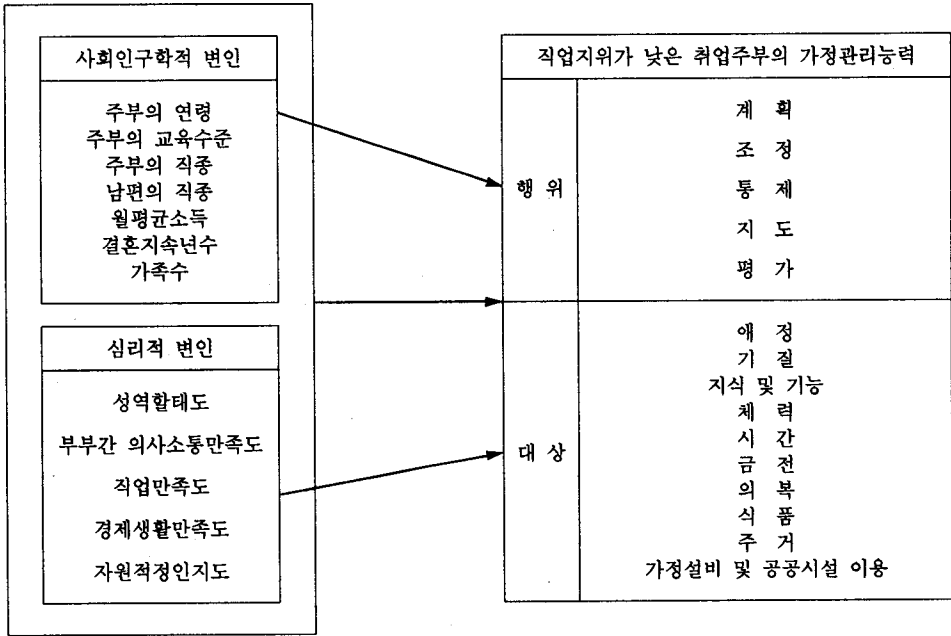 사회인구학적 변인
주부의 연령
주부의 교육수준
주부의 직종
남편의 직종
월평균소득
결혼지속년수
가족수
심리적 변인
성역할태도
부부간 의사소통만족도
직업만족도
경제생활만족도
자원적정인지도
직업지위가 낮은 취업주부의 가정관리능력
행 위
계 획
조 정
통 제
지 도
평 가
대 상
애 정
기 질
지식 및 기능
체 력
시 간
금 전
의 복
식 품
주 거
가정설비 및 공공시설 이용